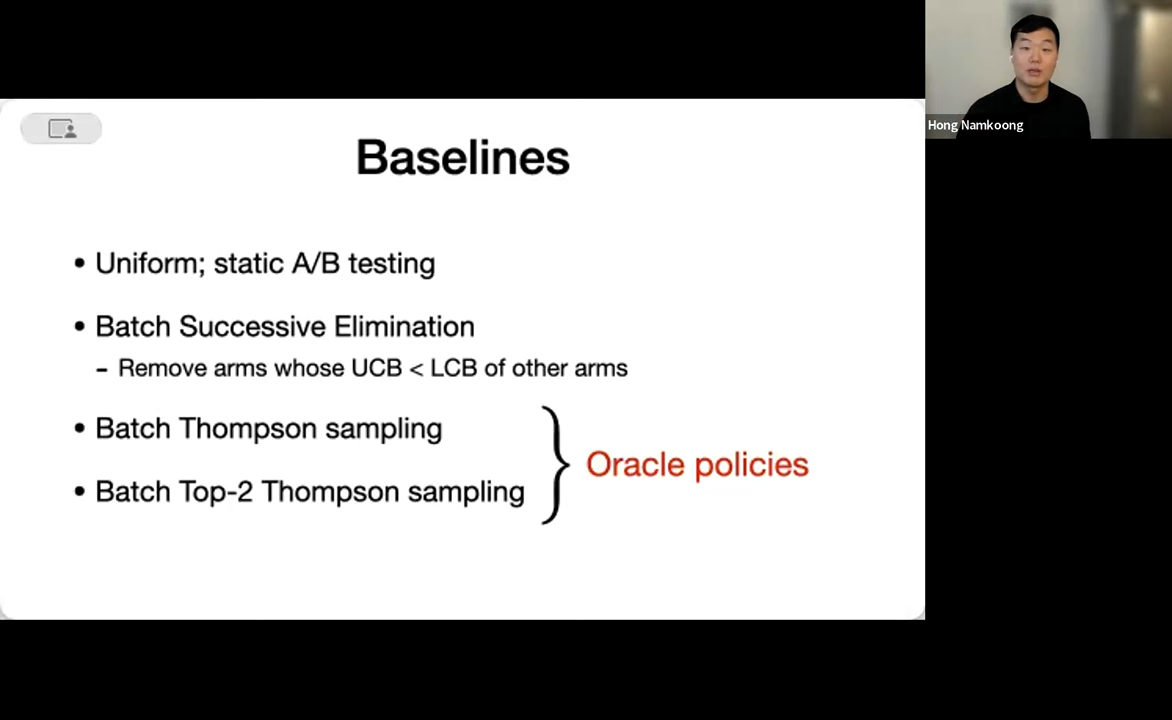 Baselines
• Uniform; static A/B testing
• Batch Successive Elimination
– Remove arms whose UCB < LCB of other arms
• Batch Thompson sampling
• Batch Top-2 Thompson sampling
Oracle policies
Hong Namkoong